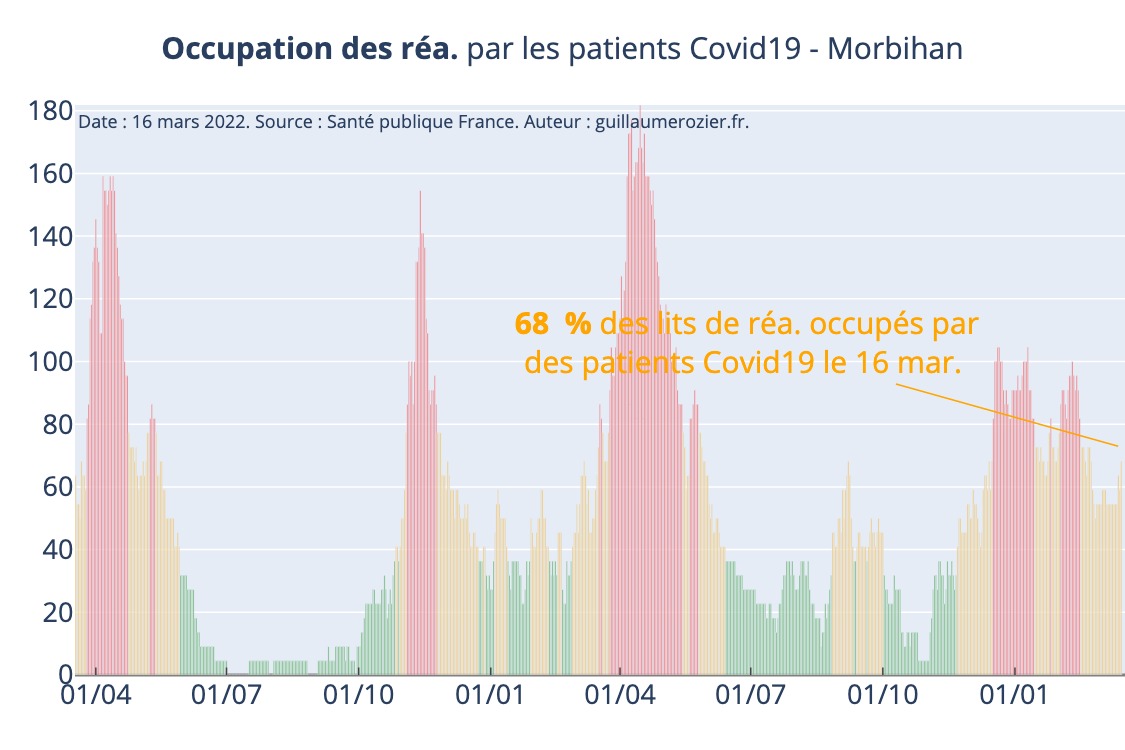 Occupation des réa. par les patients Covid19 - Morbihan
180
Date : 16 mars 2022. Source : Santé publique France. Auteur : guillaumerozier.fr.
160
140
120
68 % des lits de réa. occupés par
des patients Covid19 le 16 mar.
100
80
60
40
20
0
01/04 01/07 01/10 01/01 01/04 01/07 01/10 01/01